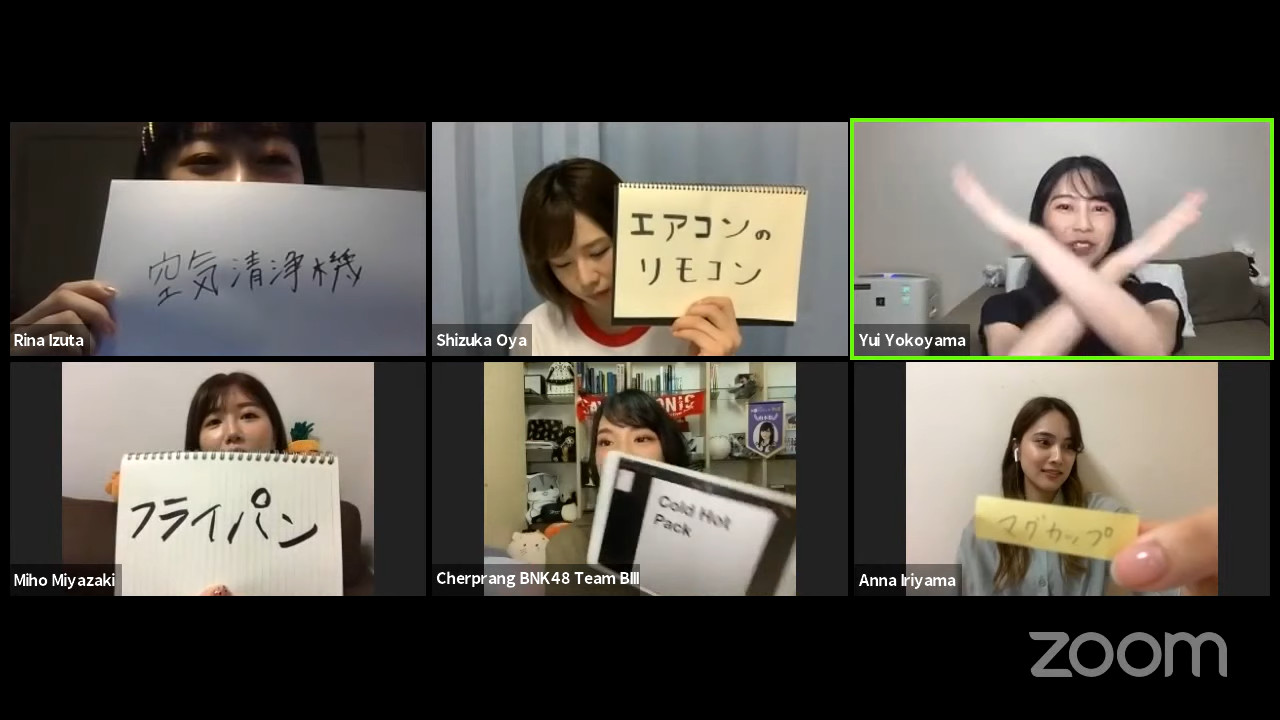 空気清浄機
Rina Izuta
エアコンの
リモコン
Shizuka Oya
Yui Yokoyama
フライパン
Miho Miyazaki
Cold Hot
Pack
Cherprang BNK48 Team BIII
マグカップ
Anna Iriyama
zoom